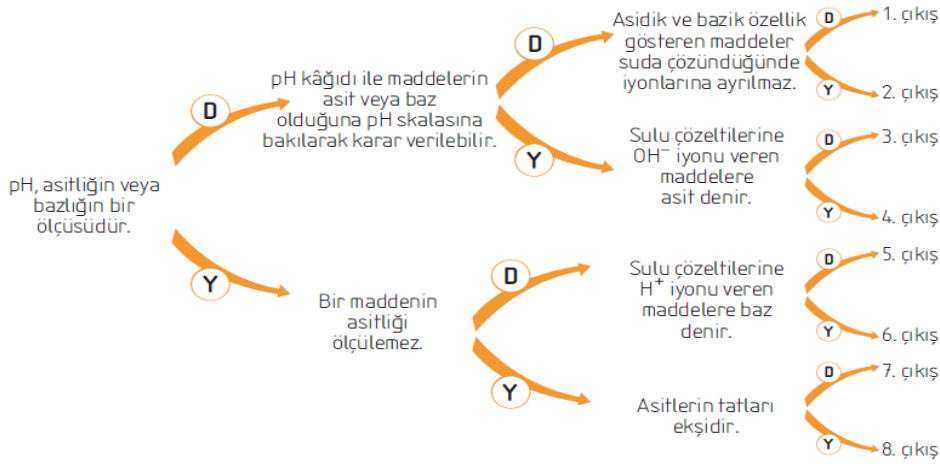 pH, asitliğin veya
bazlığın bir
ölçüsüdür.
D
Y
pH kâğıdı ile maddelerin
asit veya baz
olduğuna pH skalasına
bakılarak karar verilebilir.
D
Y
Bir maddenin
asitliği
ölçülemez.
D
Y
Asidik ve bazik özellik
gösteren maddeler
suda çözündüğünde
iyonlarına ayrılmaz.
D
1. çıkış
Y
2. çıkış
Sulu çözeltilerine
OH⁻ iyonu veren
maddelere
asit denir.
D
3. çıkış
Y
4. çıkış
Sulu çözeltilerine
H⁺ iyonu veren
maddelere baz
denir.
D
5. çıkış
Y
6. çıkış
Asitlerin tatları
ekşidir.
D
7. çıkış
Y
8. çıkış